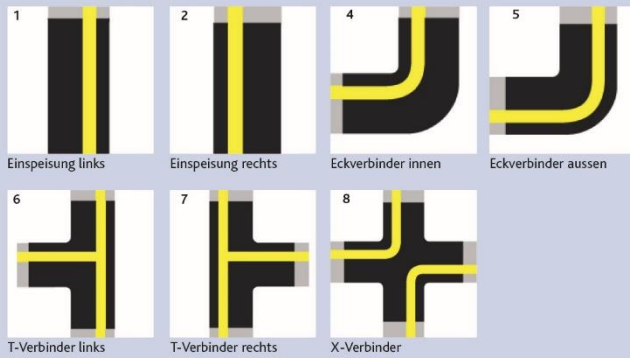 1
Einspeisung links
2
Einspeisung rechts
4
Eckverbinder innen
5
Eckverbinder aussen
6
T-Verbinder links
7
T-Verbinder rechts
8
X-Verbinder